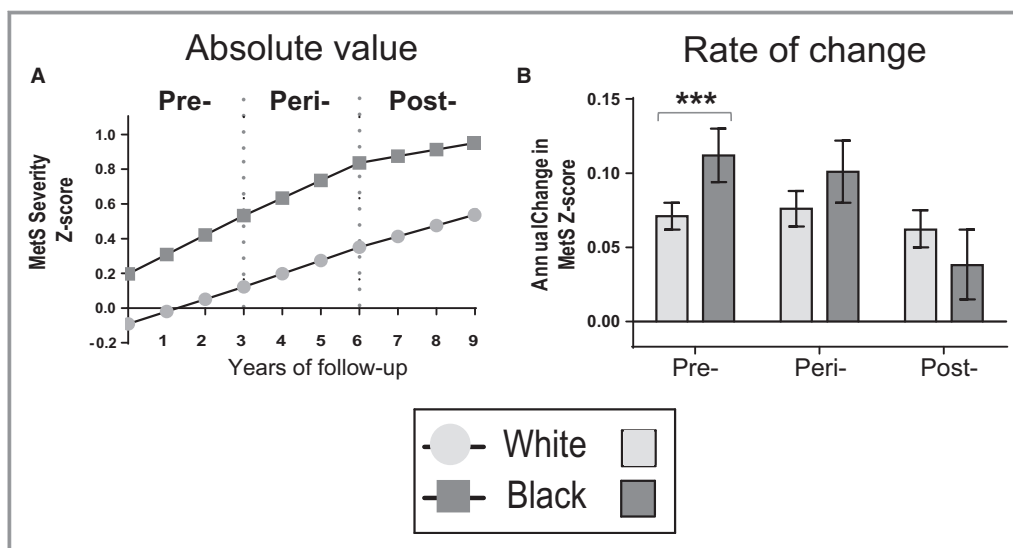 Absolute value
A
Pre- Peri- Post-
MetS Severity
Z-score
1.0
0.8
0.6
0.4
0.2
0.0
-0.2
1 2 3 4 5 6 7 8 9
Years of follow-up
Rate of change
B
***
Annual Change in
MetS Z-score
0.15
0.10
0.05
0.00
Pre- Peri- Post-
White
Black